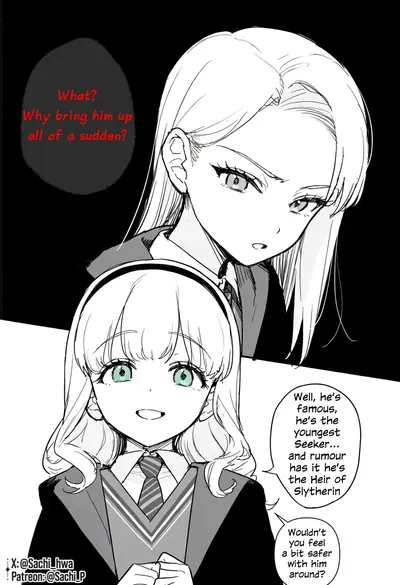 What?
Why bring him up
all of a sudden?
Well, he's
famous,
he's the
youngest
Seeker...
and rumour
has it he's
the Heir of
Slytherin
Wouldn't
you feel
a bit safer
with him
around?
X:@Sachi_hwa
Patreon:@Sachi_P